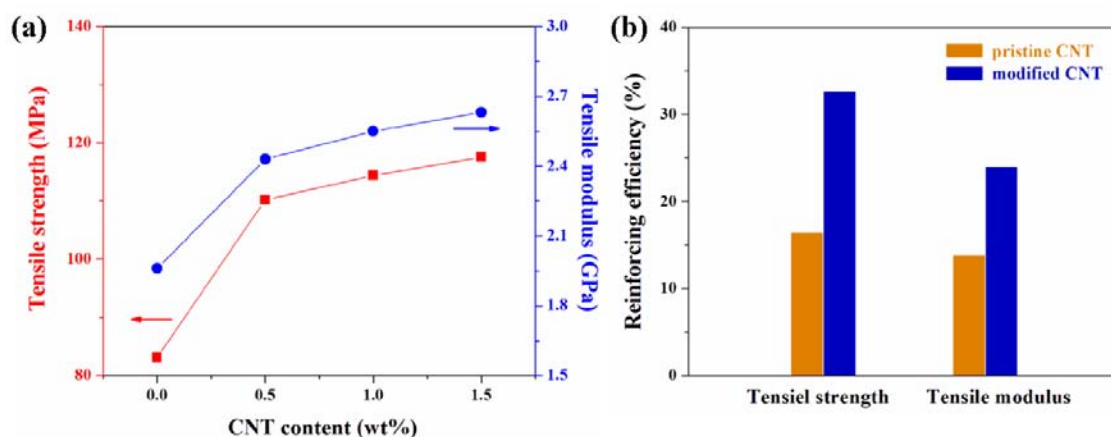 (a)
Tensile strength (MPa)
140
120
100
80
0.0 0.5 1.0 1.5
CNT content (wt%)
3.0
2.7
2.4
2.1
1.8
1.5
Tensile modulus (GPa)
(b)
Reinforcing efficiency (%)
40
30
20
10
0
pristine CNT
modified CNT
Tensiel strength Tensile modulus